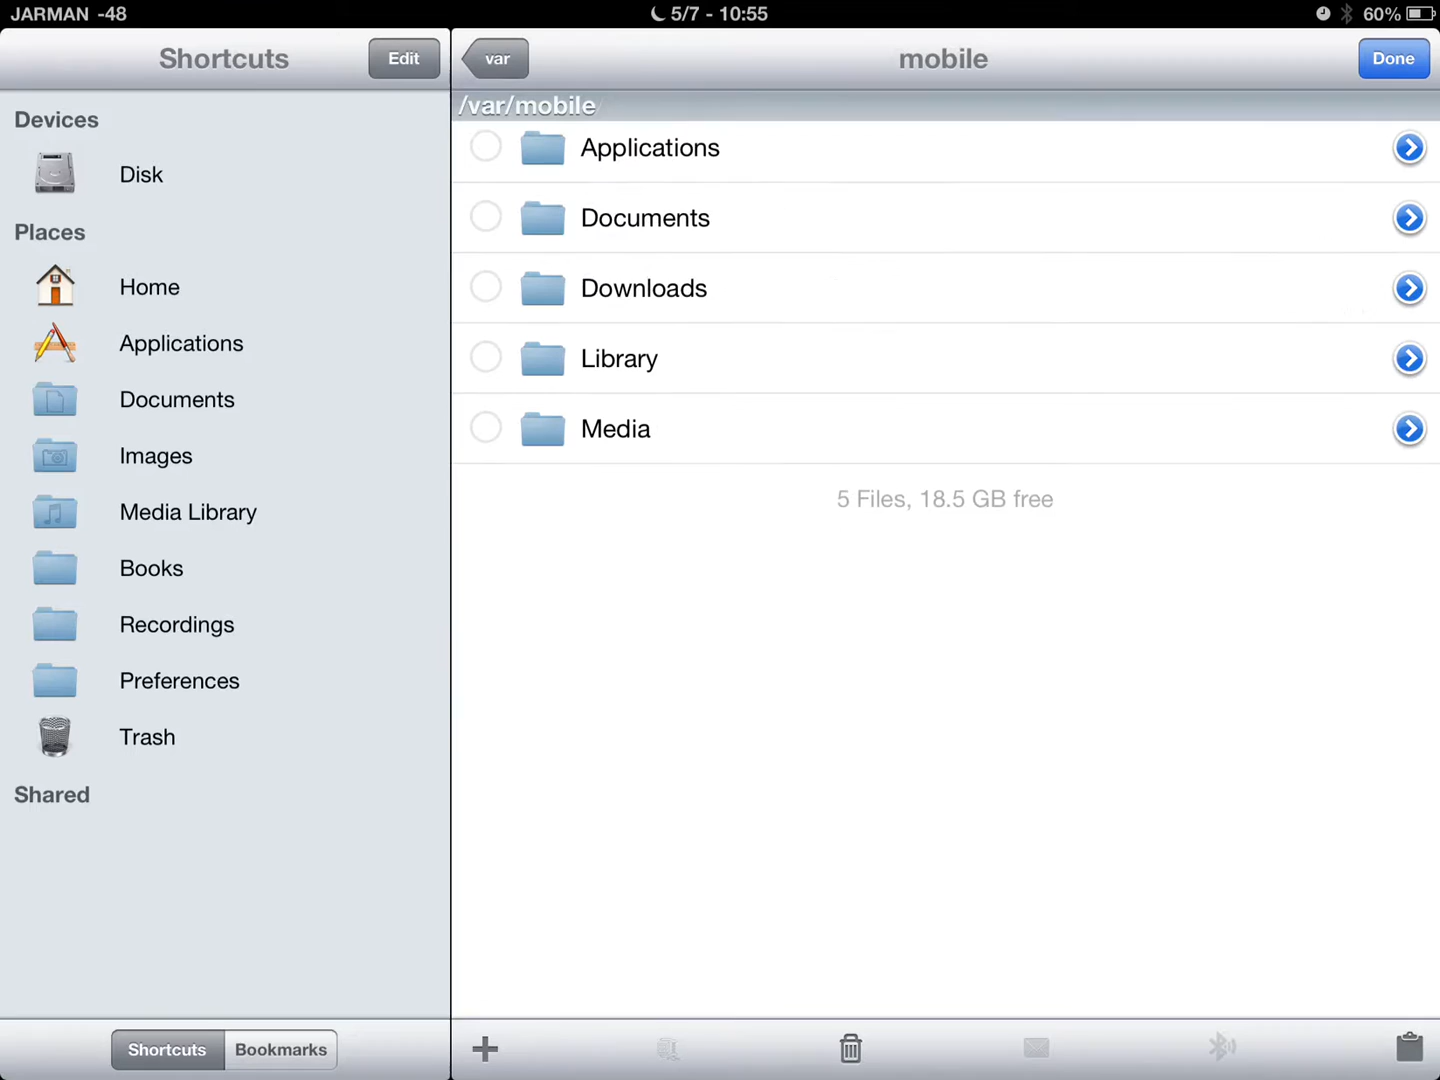 JARMAN -48
5/7 - 10:55
60%
Shortcuts
Edit
Devices
Disk
Places
Home
Applications
Documents
Images
Media Library
Books
Recordings
Preferences
Trash
Shared
Shortcuts
Bookmarks
var
mobile
Done
/var/mobile
Applications
Documents
Downloads
Library
Media
5 Files, 18.5 GB free